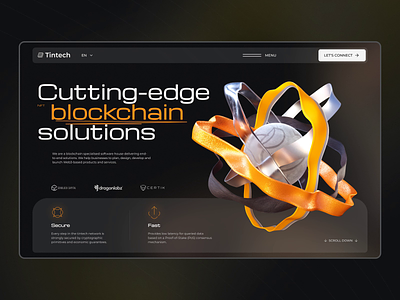 Tintech
EN
MENU
LET'S CONNECT
Cutting-edge
blockchain
solutions
We are a blockchain-specialised software house delivering end-
to-end solutions. We help businesses to plan, design, develop and
launch Web3-based products and services.
dragonlabz
CERTIK
Secure
Every step in the tintech network is
strongly secured by cryptographic
primitives and economic guarantees.
Fast
Provides low latency for queried data
based on a Proof of Stake (PoS) consensus
mechanism.
SCROLL DOWN